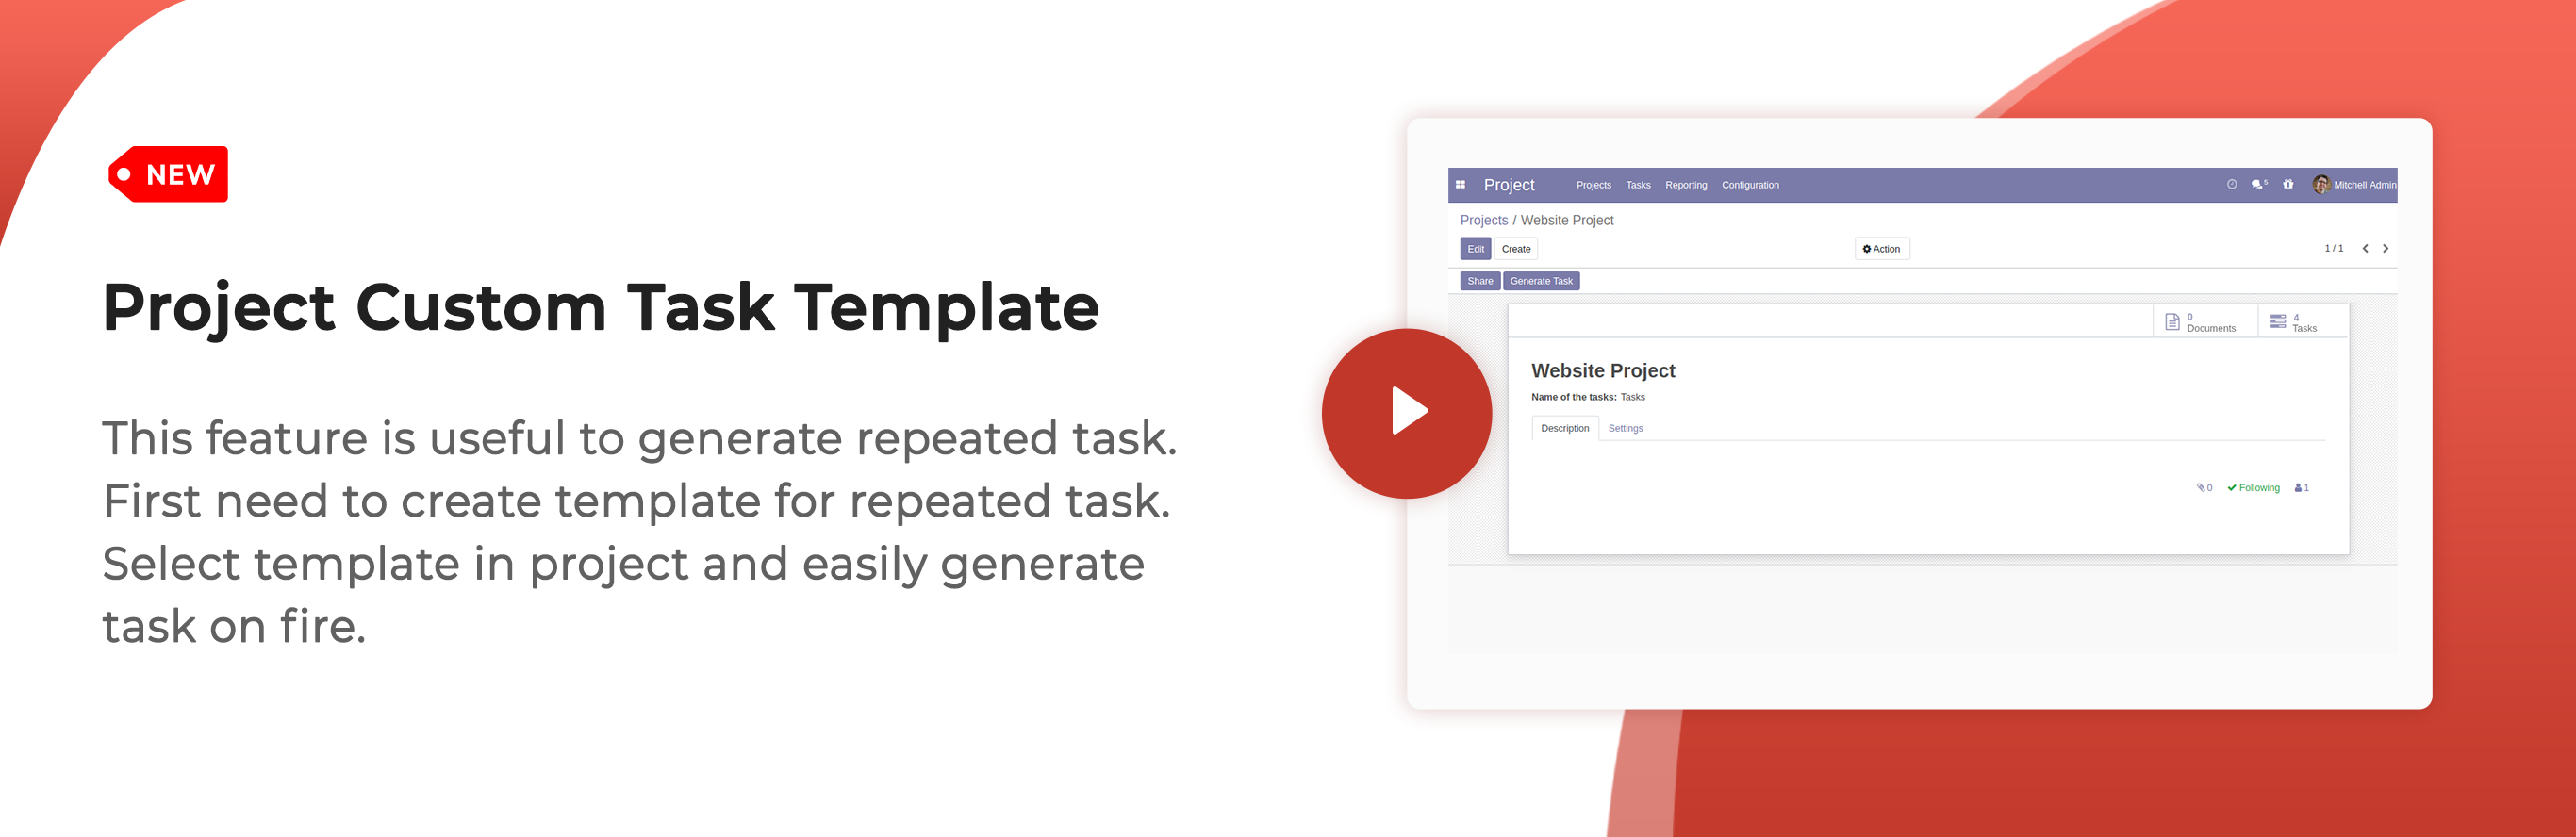 NEW
Project Custom Task Template
This feature is useful to generate repeated task.
First need to create template for repeated task.
Select template in project and easily generate
task on fire.
Project Projects Tasks Reporting Configuration 5 Mitchell Admin
Projects / Website Project
Edit Create Action 1 / 1
Share Generate Task
0 Documents
4 Tasks
Website Project
Name of the tasks: Tasks
Description Settings
0 Following 1